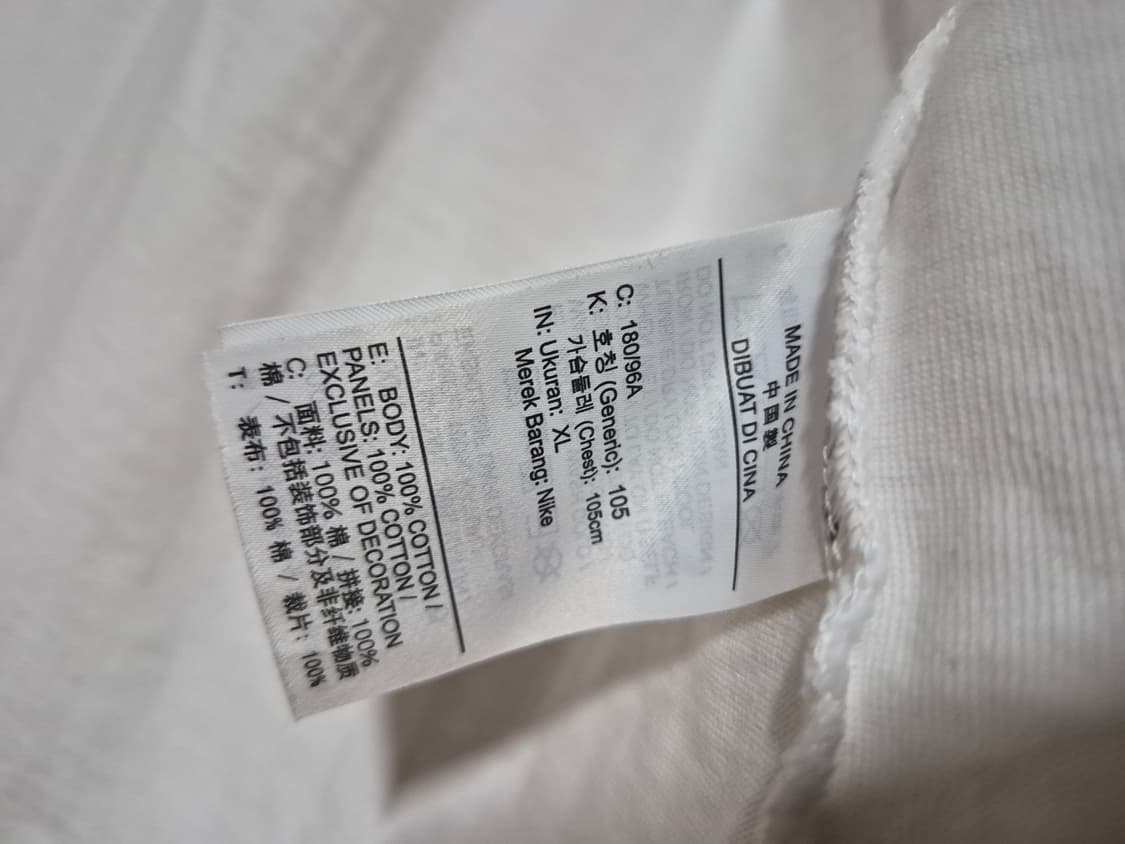 MADE IN CHINA
中国製
DIBUAT DI CINA
C: 180/96A
K: 호칭 (Generic): 105
가슴둘레 (Chest): 105cm
IN: Ukuran: XL
Merek Barang: Nike
E: BODY: 100% COTTON /
PANELS: 100% COTTON /
EXCLUSIVE OF DECORATION
C: 面料: 100% 棉 / 拼接: 100%
棉 / 不包括装饰部分及非纤维物质
T: 表布: 100% 棉 / 裁片: 100%